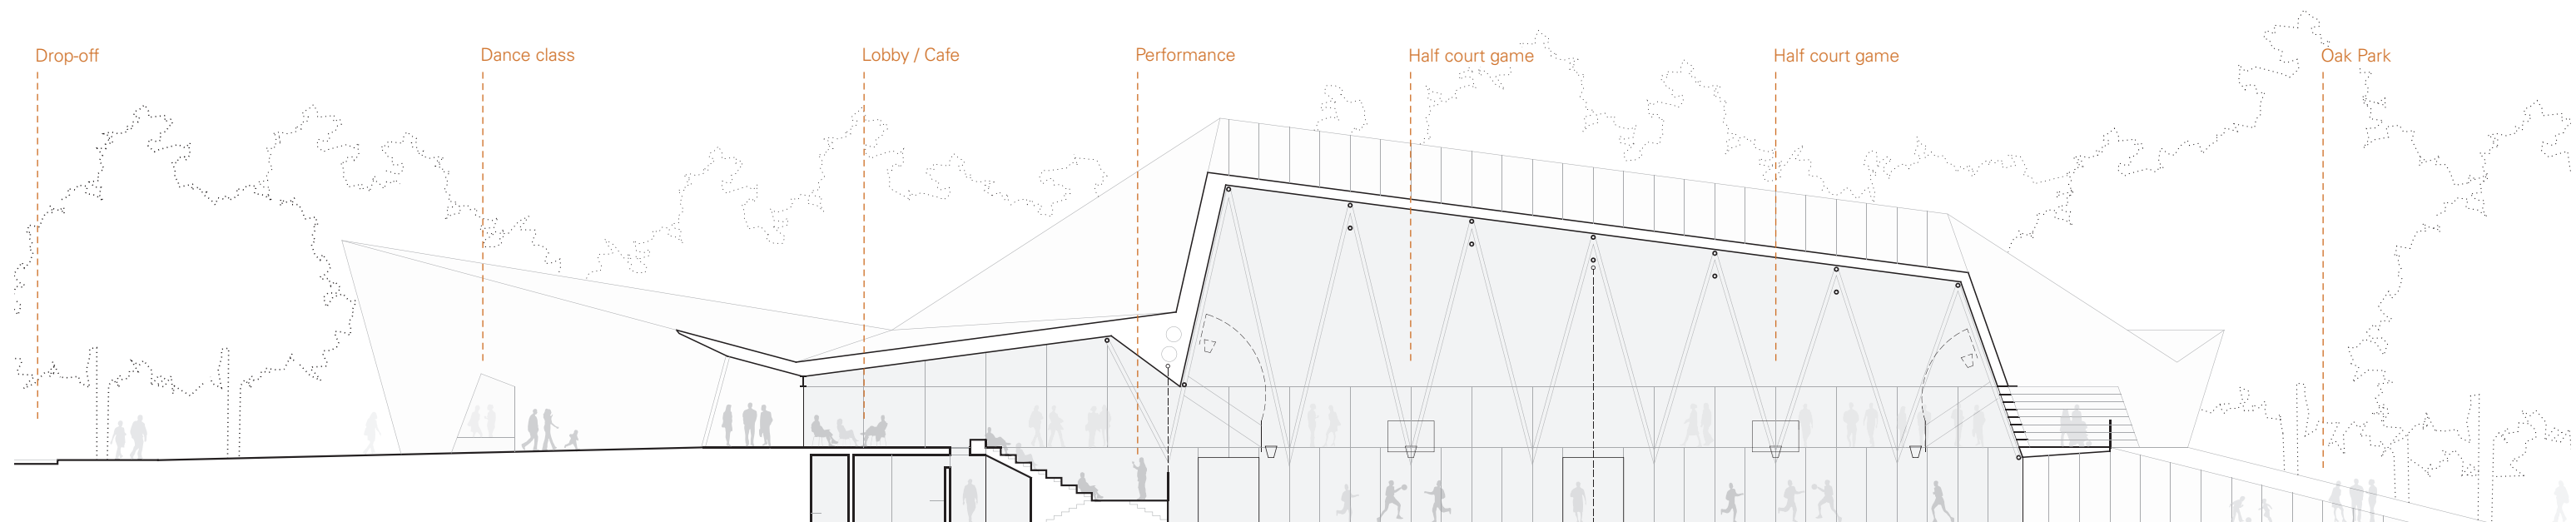 Drop-off
Dance class
Lobby / Cafe
Performance
Half court game
Half court game
Oak Park